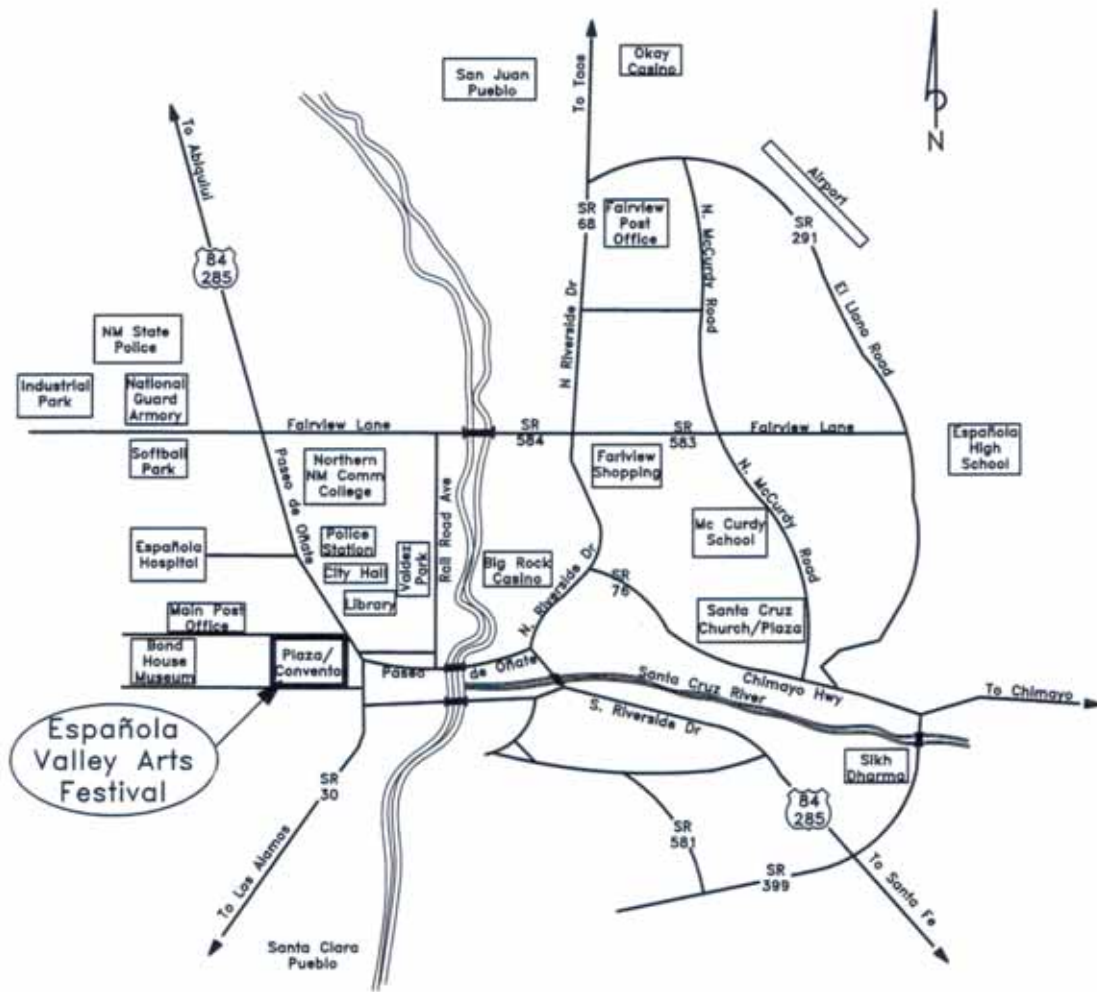 Okay
Casino
San Juan
Pueblo
To Taos
N
To Abiquiui
Airport
SR
68
Fairview
Post
Office
N. McCurdy Road
SR
291
84
285
El Llano Road
N Riverside Dr
NM State
Police
Industrial
Park
National
Guard
Armory
Fairview Lane
SR
584
SR
583
Fairview Lane
Softball
Park
Paseo de Oñate
Northern
NM Comm
College
Rail Road Ave
Fariview
Shopping
Española
High
School
N. McCurdy
Road
Mc Curdy
School
Española
Hospital
Police
Station
City Hall
Valdez
Park
Library
Big Rock
Casino
N. Riverside Dr
SR
76
Santa Cruz
Church/Plaza
Main Post
Office
Bond
House
Museum
Plaza/
Convento
Paseo de Oñate
Santa Cruz
River
Chimayo Hwy
To Chimayo
S. Riverside Dr
Española
Valley Arts
Festival
Sikh
Dharma
SR
30
84
285
SR
581
SR
399
To Los Alamos
To Santa Fe
Santa Clara
Pueblo